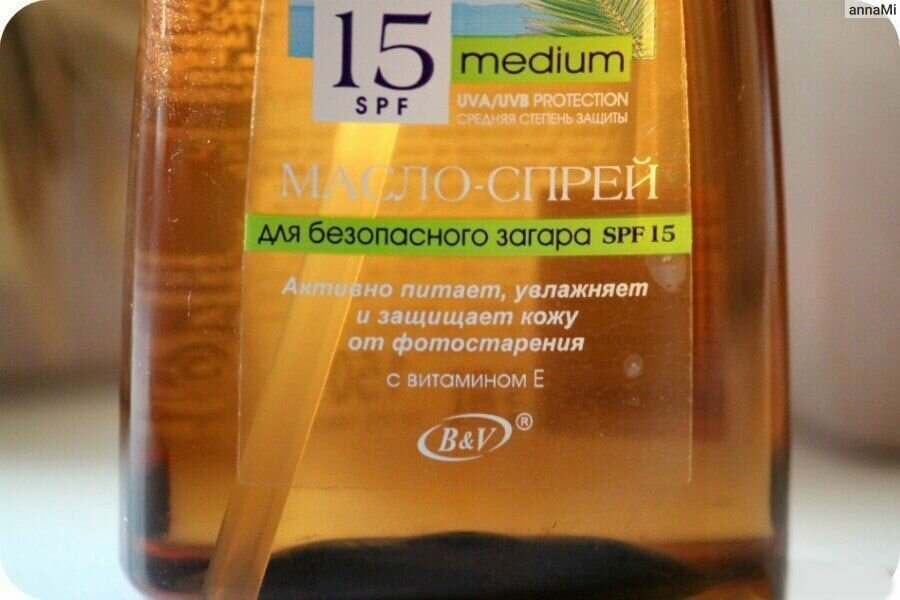 annaMi
15
SPF
medium
UVA/UVB PROTECTION
СРЕДНЯЯ СТЕПЕНЬ ЗАЩИТЫ
МАСЛО-СПРЕЙ
для безопасного загара SPF 15
Активно питает, увлажняет
и защищает кожу
от фотостарения
с витамином Е
B&V®